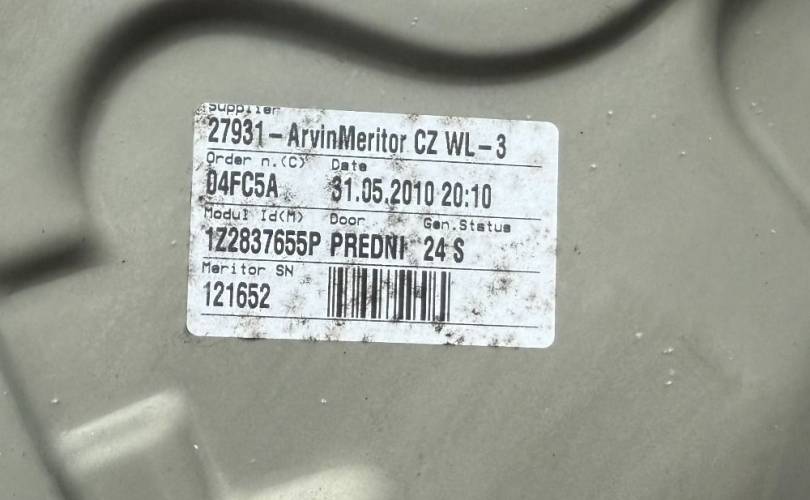 Supplier
27931-ArvinMeritor CZ WL-3
Order n.(C) Date
04FC5A 31.05.2010 20:10
Modul Id(M) Door Gen.Status
1Z2837655P PREDNI 24 S
Meritor SN
121652